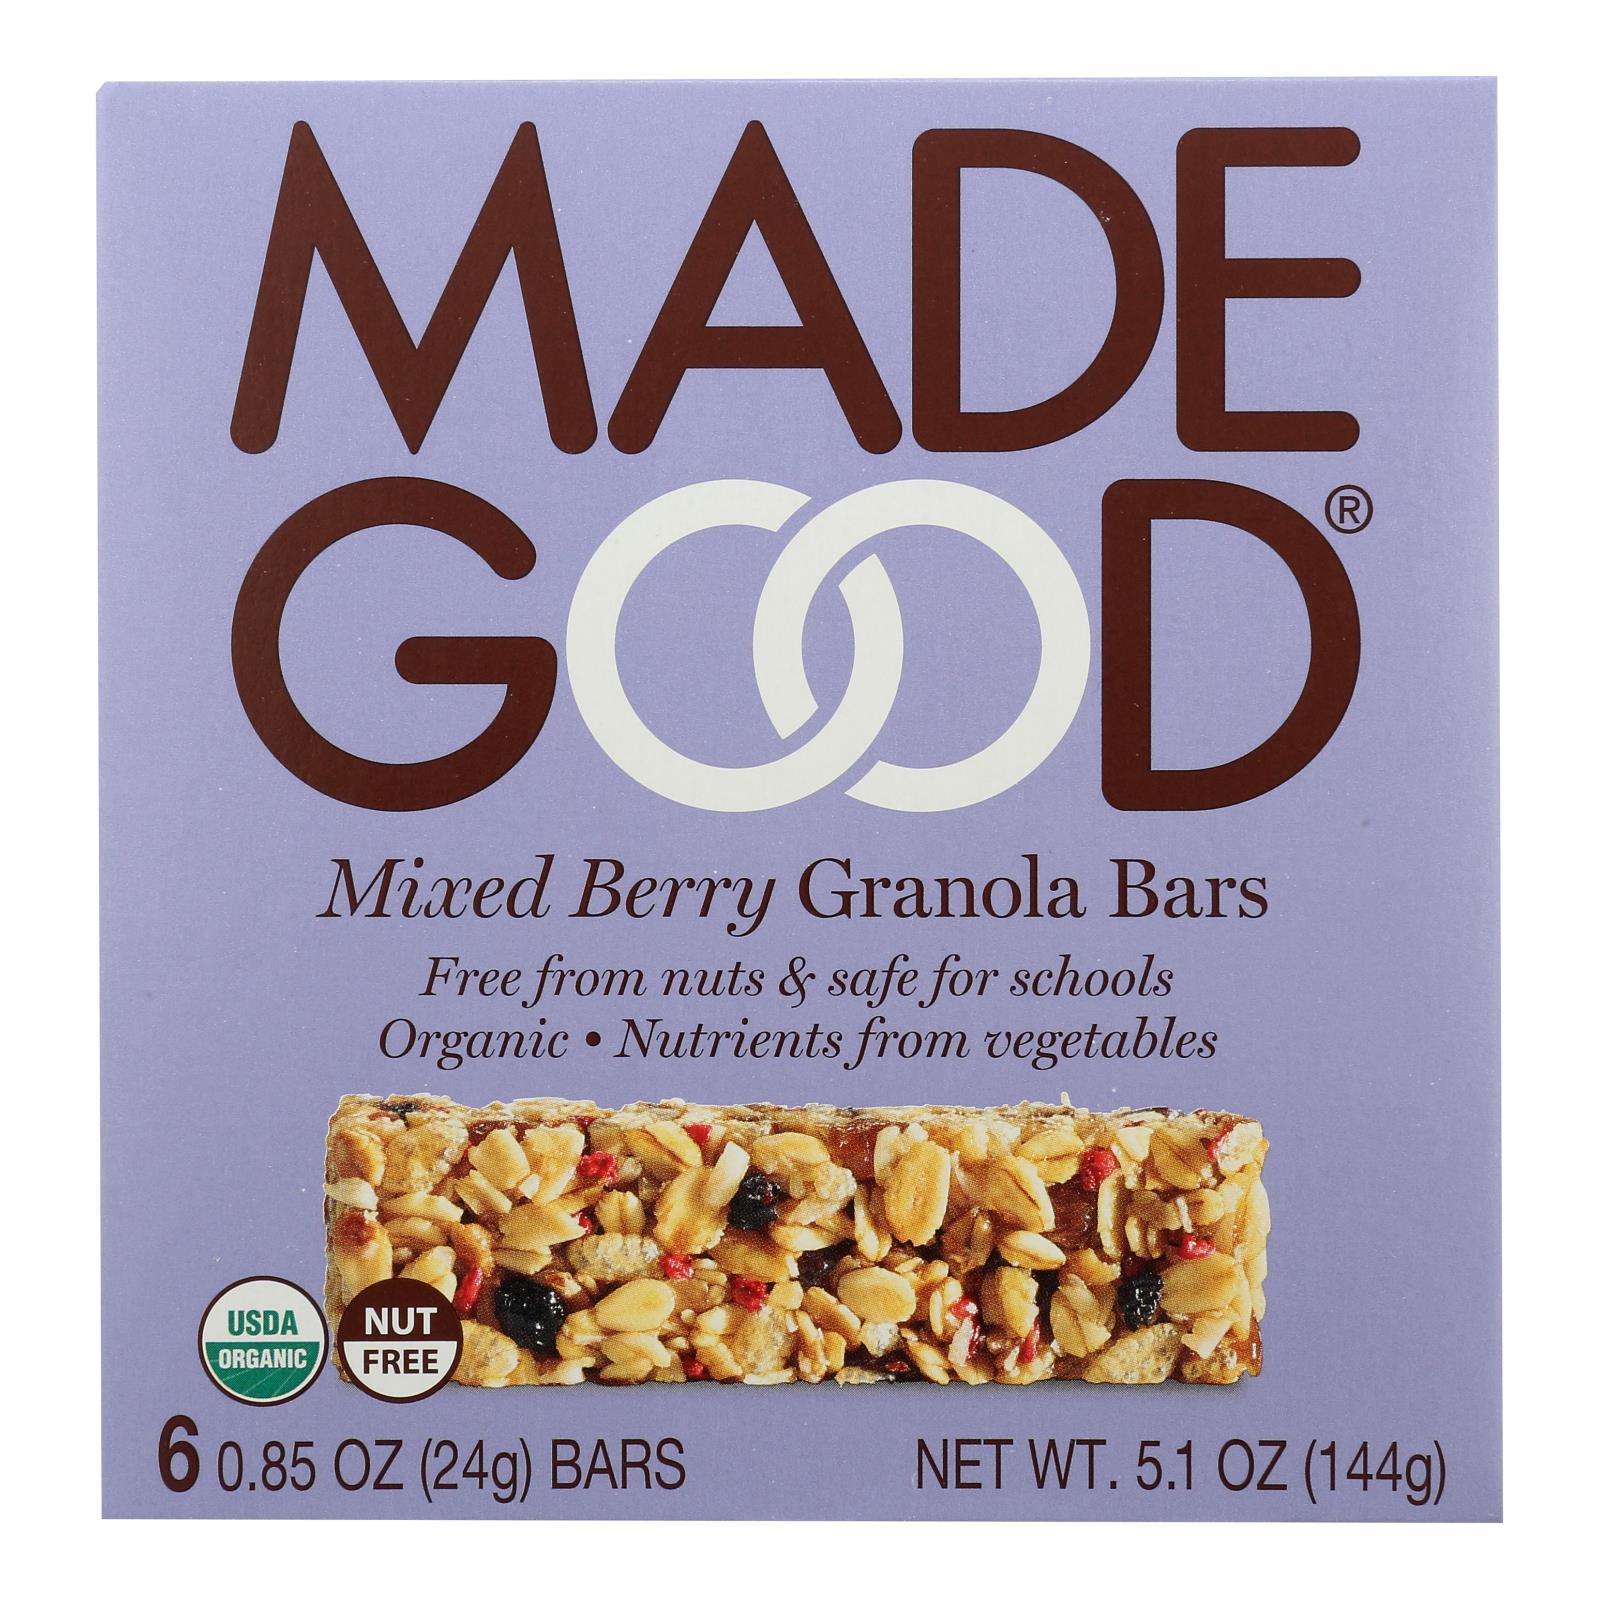 MADE
GOOD®
Mixed Berry Granola Bars
Free from nuts & safe for schools
Organic • Nutrients from vegetables
USDA
ORGANIC
NUT
FREE
6 0.85 OZ (24g) BARS
NET WT. 5.1 OZ (144g)